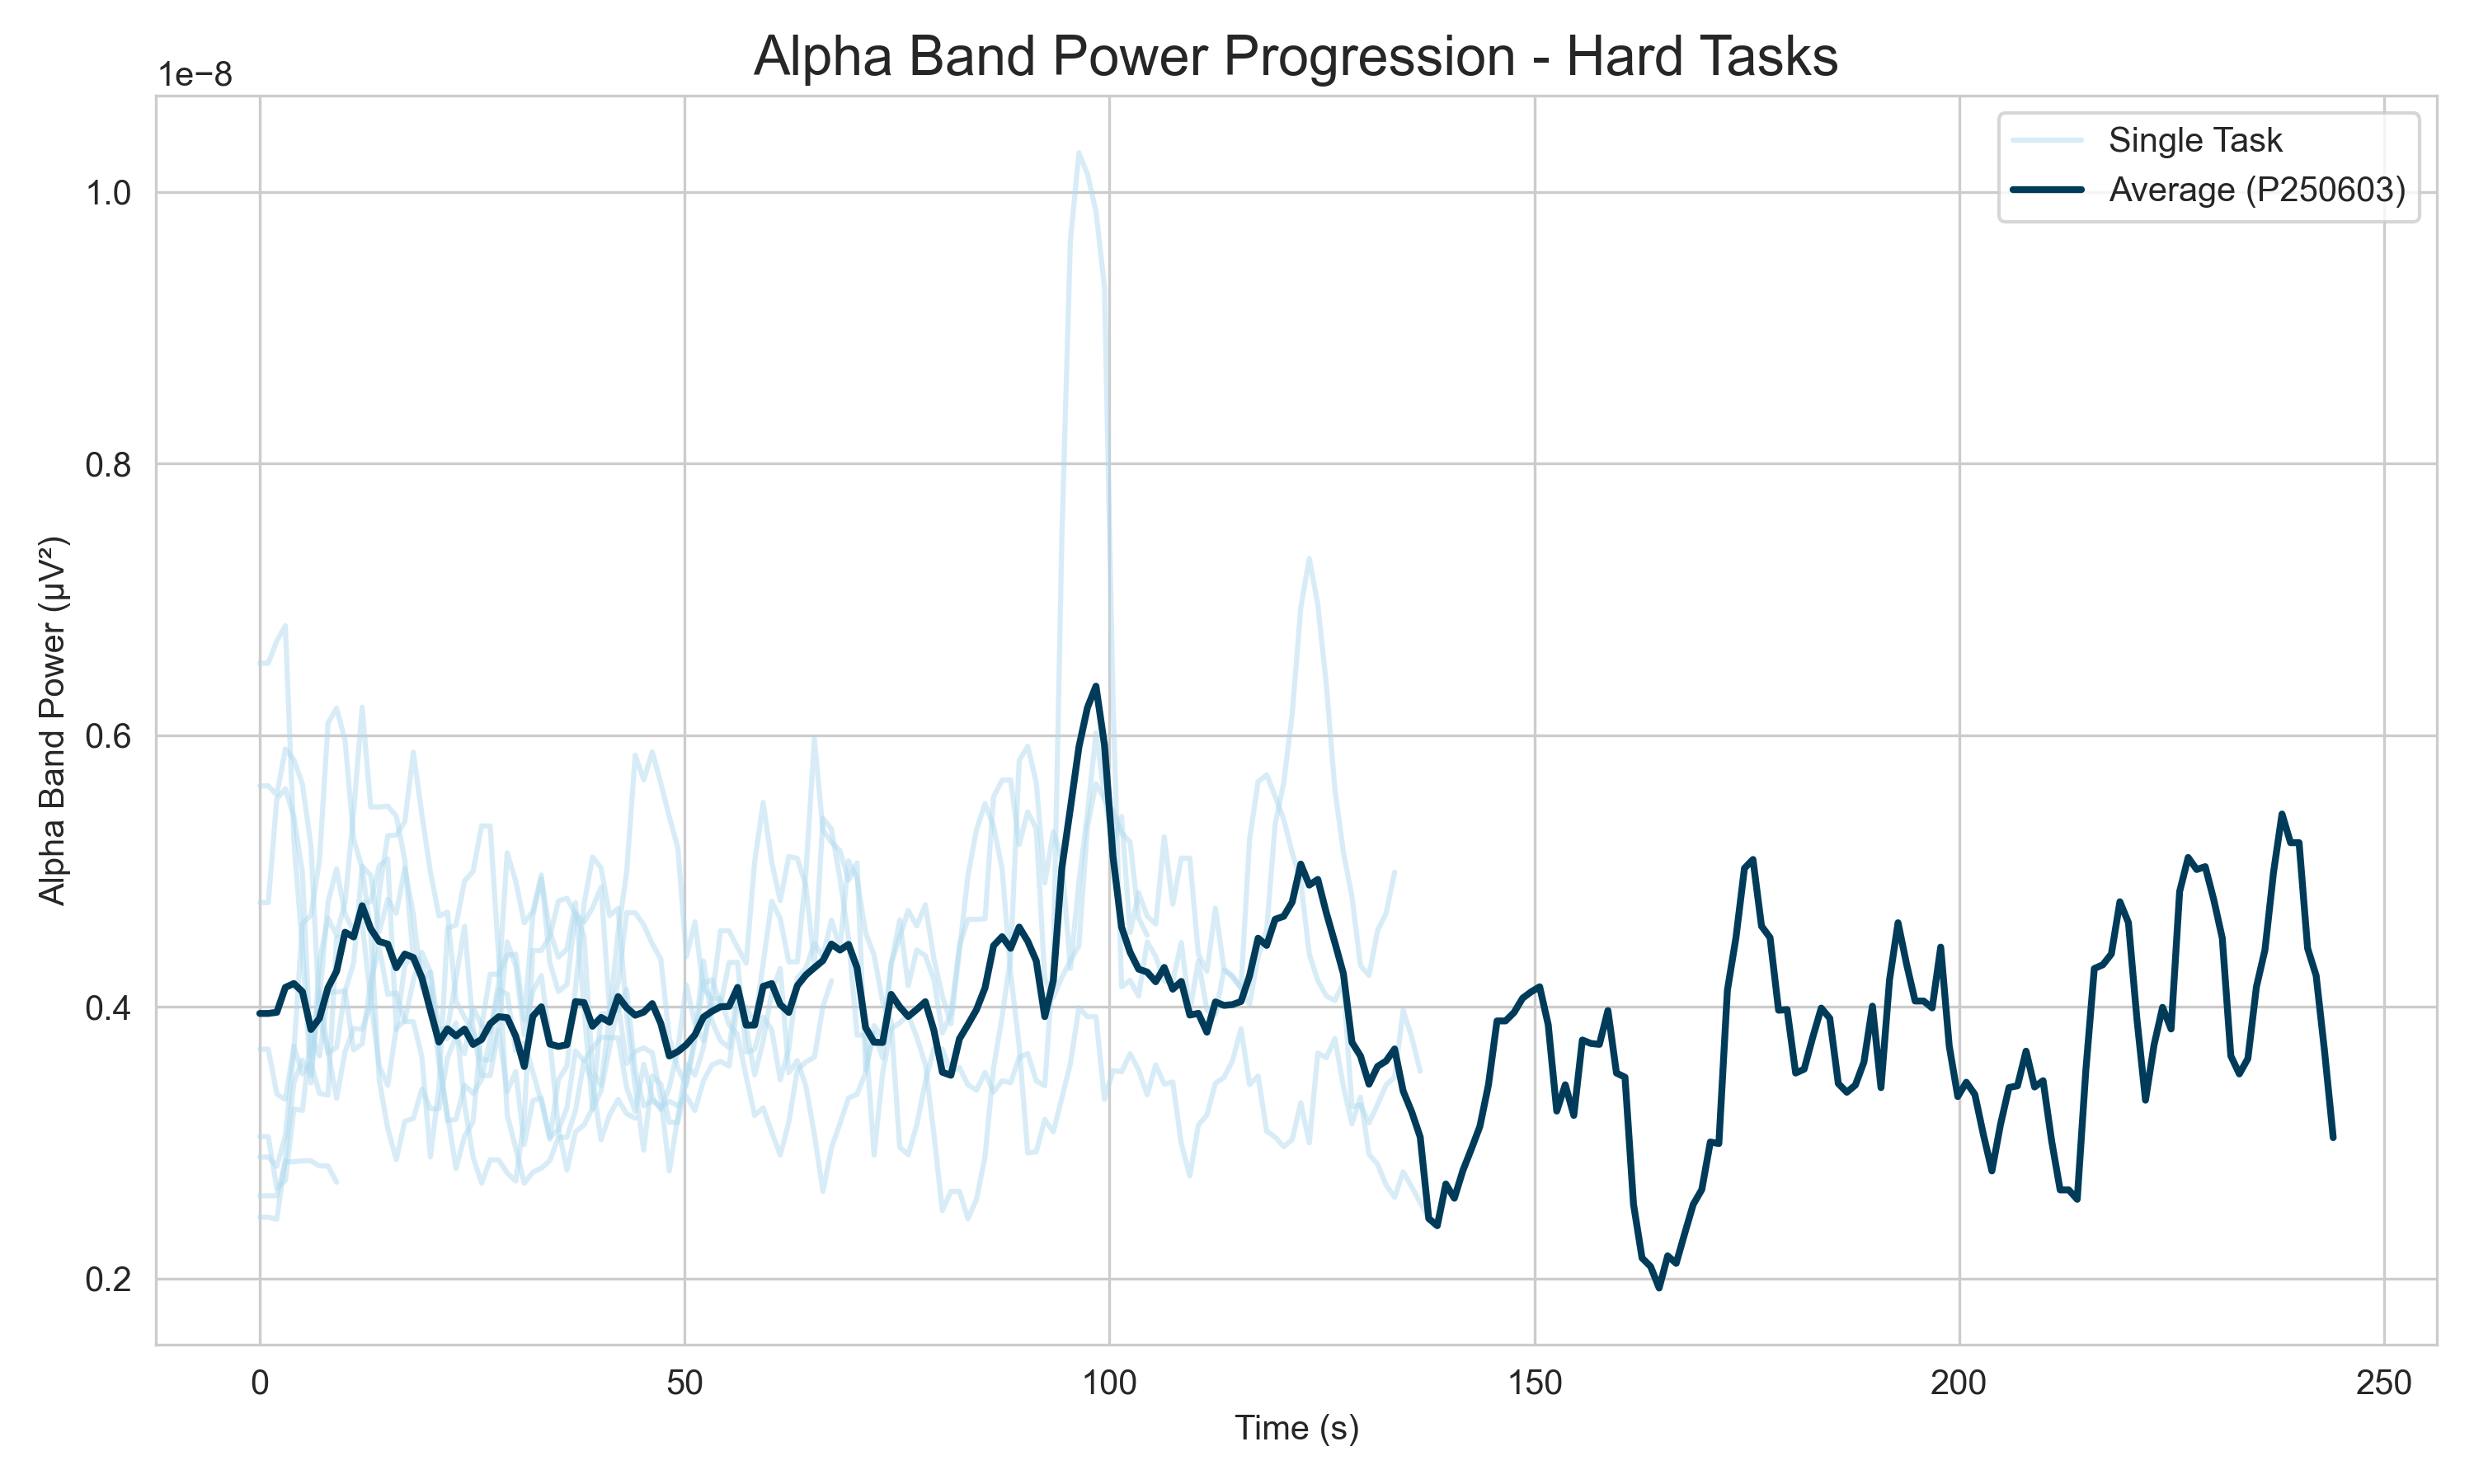 Alpha Band Power Progression - Hard Tasks
1e−8
Single Task
Average (P250603)
1.0
0.8
0.6
0.4
0.2
Alpha Band Power (µV²)
0
50
100
150
200
250
Time (s)